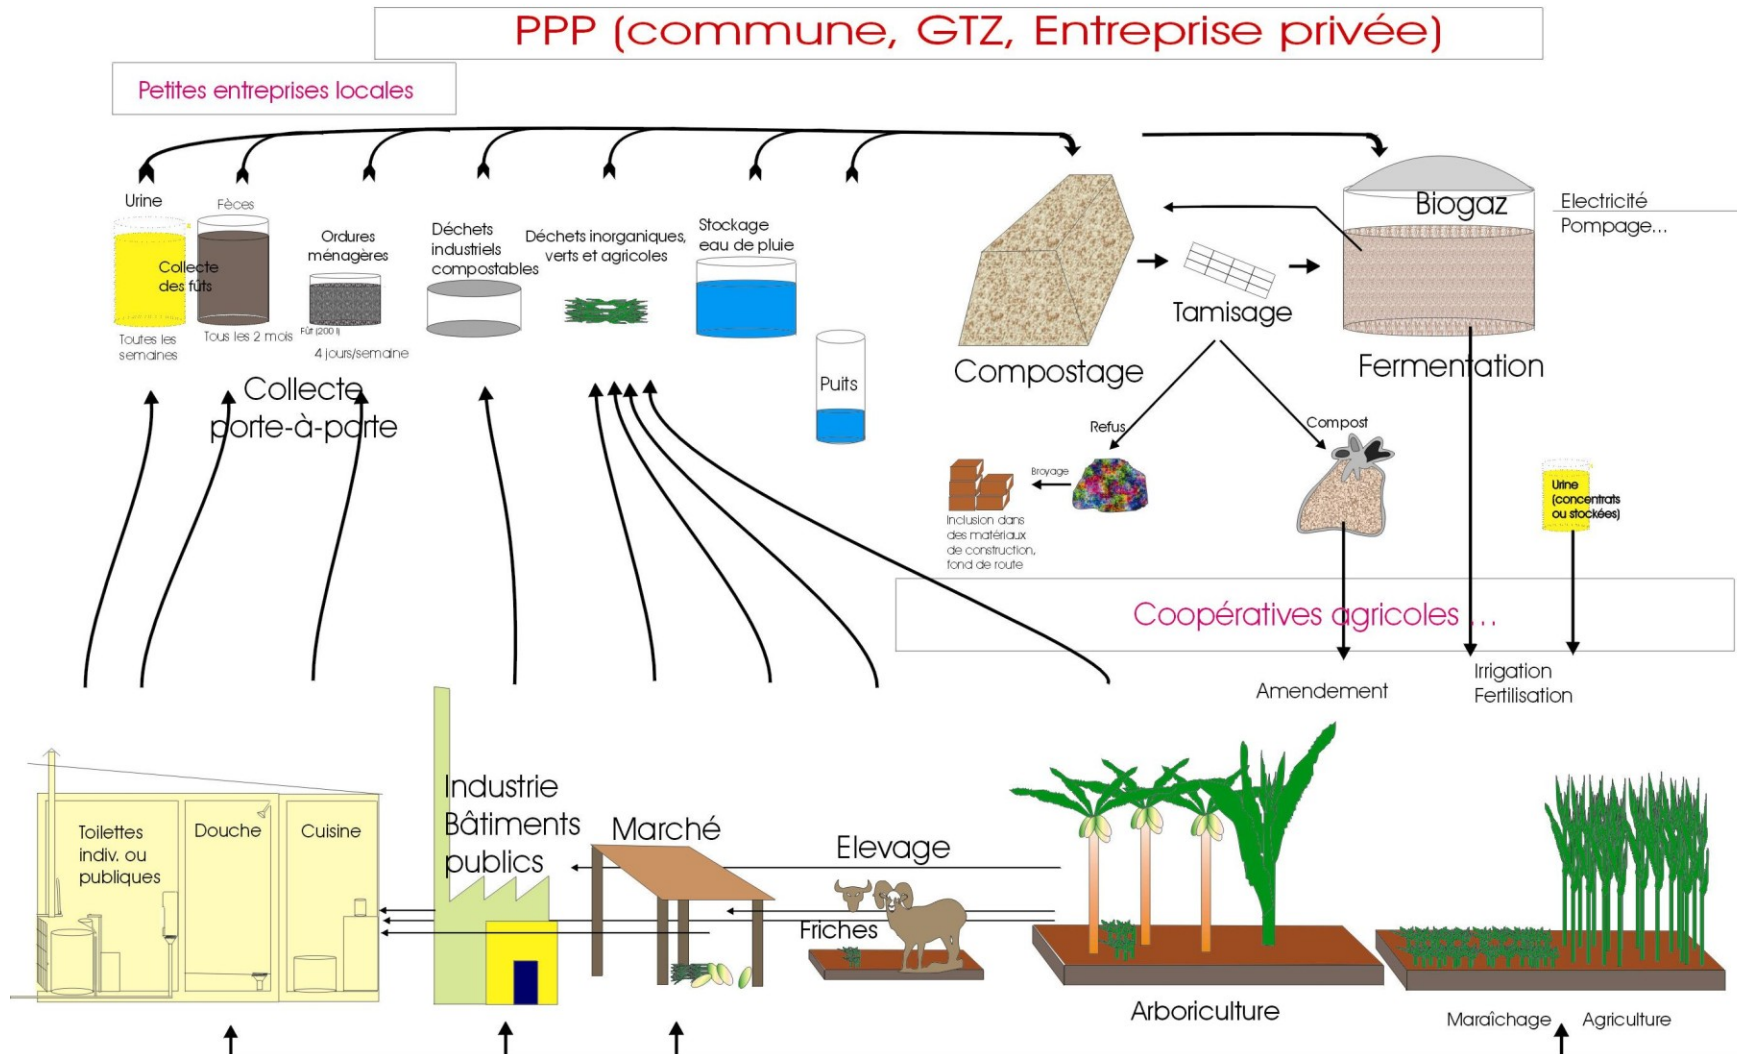 PPP (commune, GTZ, Entreprise privée)
Petites entreprises locales
Urine
Fèces
Collecte
des fûts
Toutes les
semaines
Tous les 2 mois
Ordures
ménagères
Fût (200 l)
4 jours/semaine
Collecte
porte-à-porte
Déchets
industriels
compostables
Déchets inorganiques,
verts et agricoles
Stockage
eau de pluie
Puits
Compostage
Tamisage
Biogaz
Fermentation
Electricité
Pompage...
Refus
Broyage
Inclusion dans
des matériaux
de construction,
fond de route
Compost
Urine
(concentrats
ou stockées)
Coopératives agricoles ...
Amendement
Irrigation
Fertilisation
Toilettes
indiv. ou
publiques
Douche
Cuisine
Industrie
Bâtiments
publics
Marché
Elevage
Friches
Arboriculture
Maraîchage
Agriculture